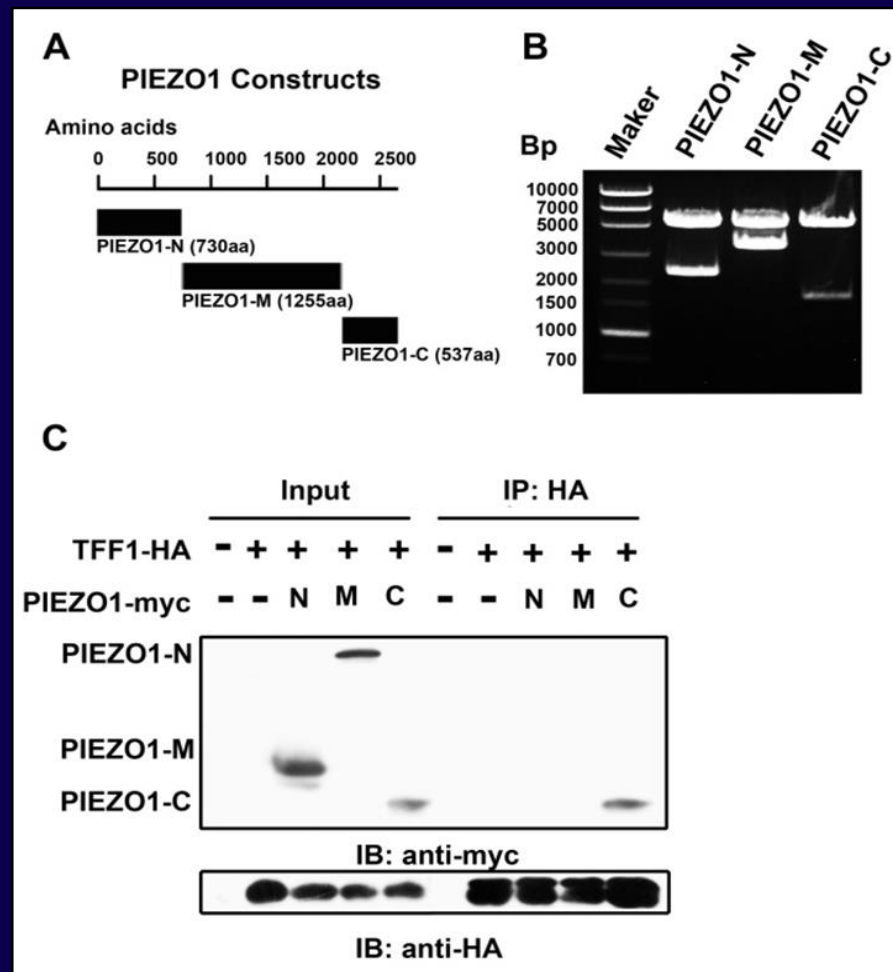 A
PIEZO1 Constructs
Amino acids
0 500 1000 1500 2000 2500
PIEZO1-N (730aa)
PIEZO1-M (1255aa)
PIEZO1-C (537aa)
B
Bp Maker PIEZO1-N PIEZO1-M PIEZO1-C
10000
7000
5000
3000
2000
1500
1000
700
C
Input IP: HA
TFF1-HA - + + + + - + + + +
PIEZO1-myc - - N M C - - N M C
PIEZO1-N
PIEZO1-M
PIEZO1-C
IB: anti-myc
IB: anti-HA